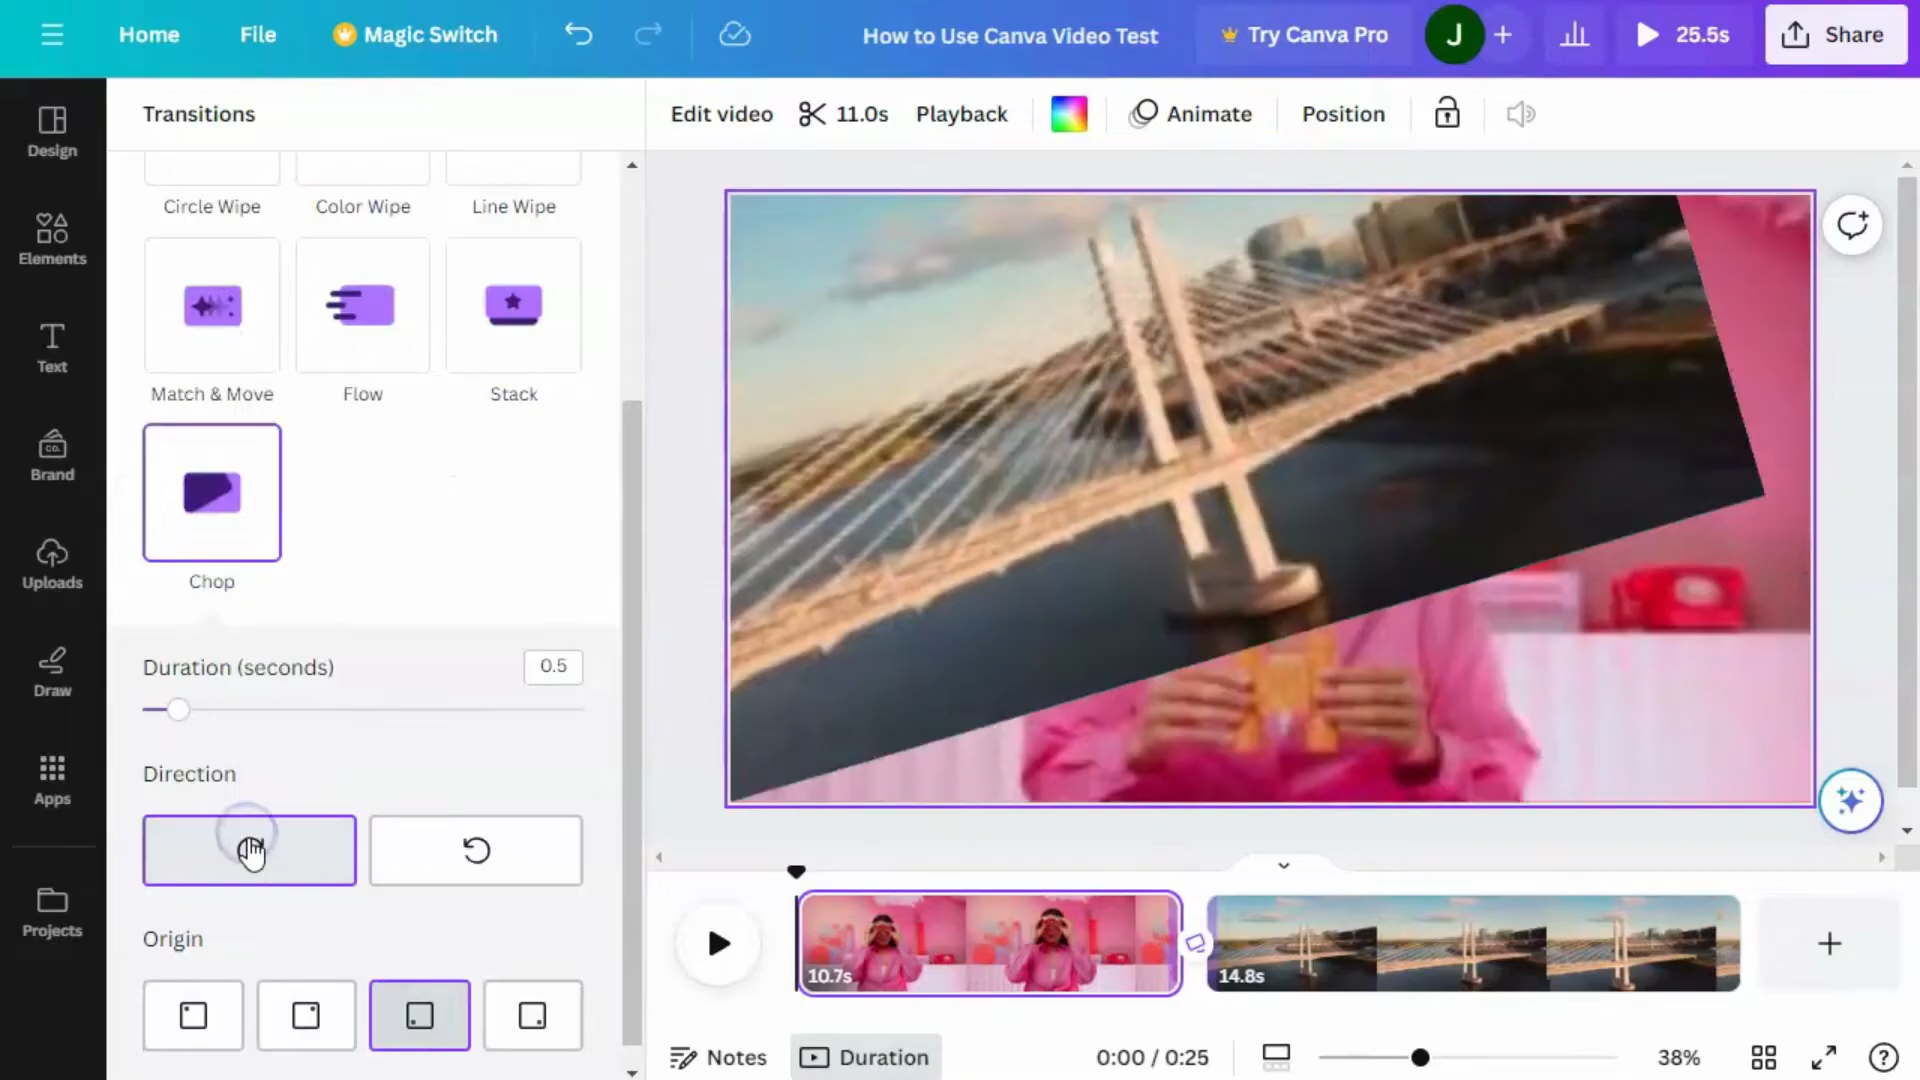 Home
File
Magic Switch
How to Use Canva Video Test
Try Canva Pro
J
25.5s
Share
Design
Elements
Text
CO.
Brand
Uploads
Draw
Apps
Projects
Transitions
Circle Wipe
Color Wipe
Line Wipe
Match & Move
Flow
Stack
Chop
Duration (seconds)
0.5
Direction
Origin
Edit video
11.0s
Playback
Animate
Position
10.7s
14.8s
Notes
Duration
0:00 / 0:25
38%